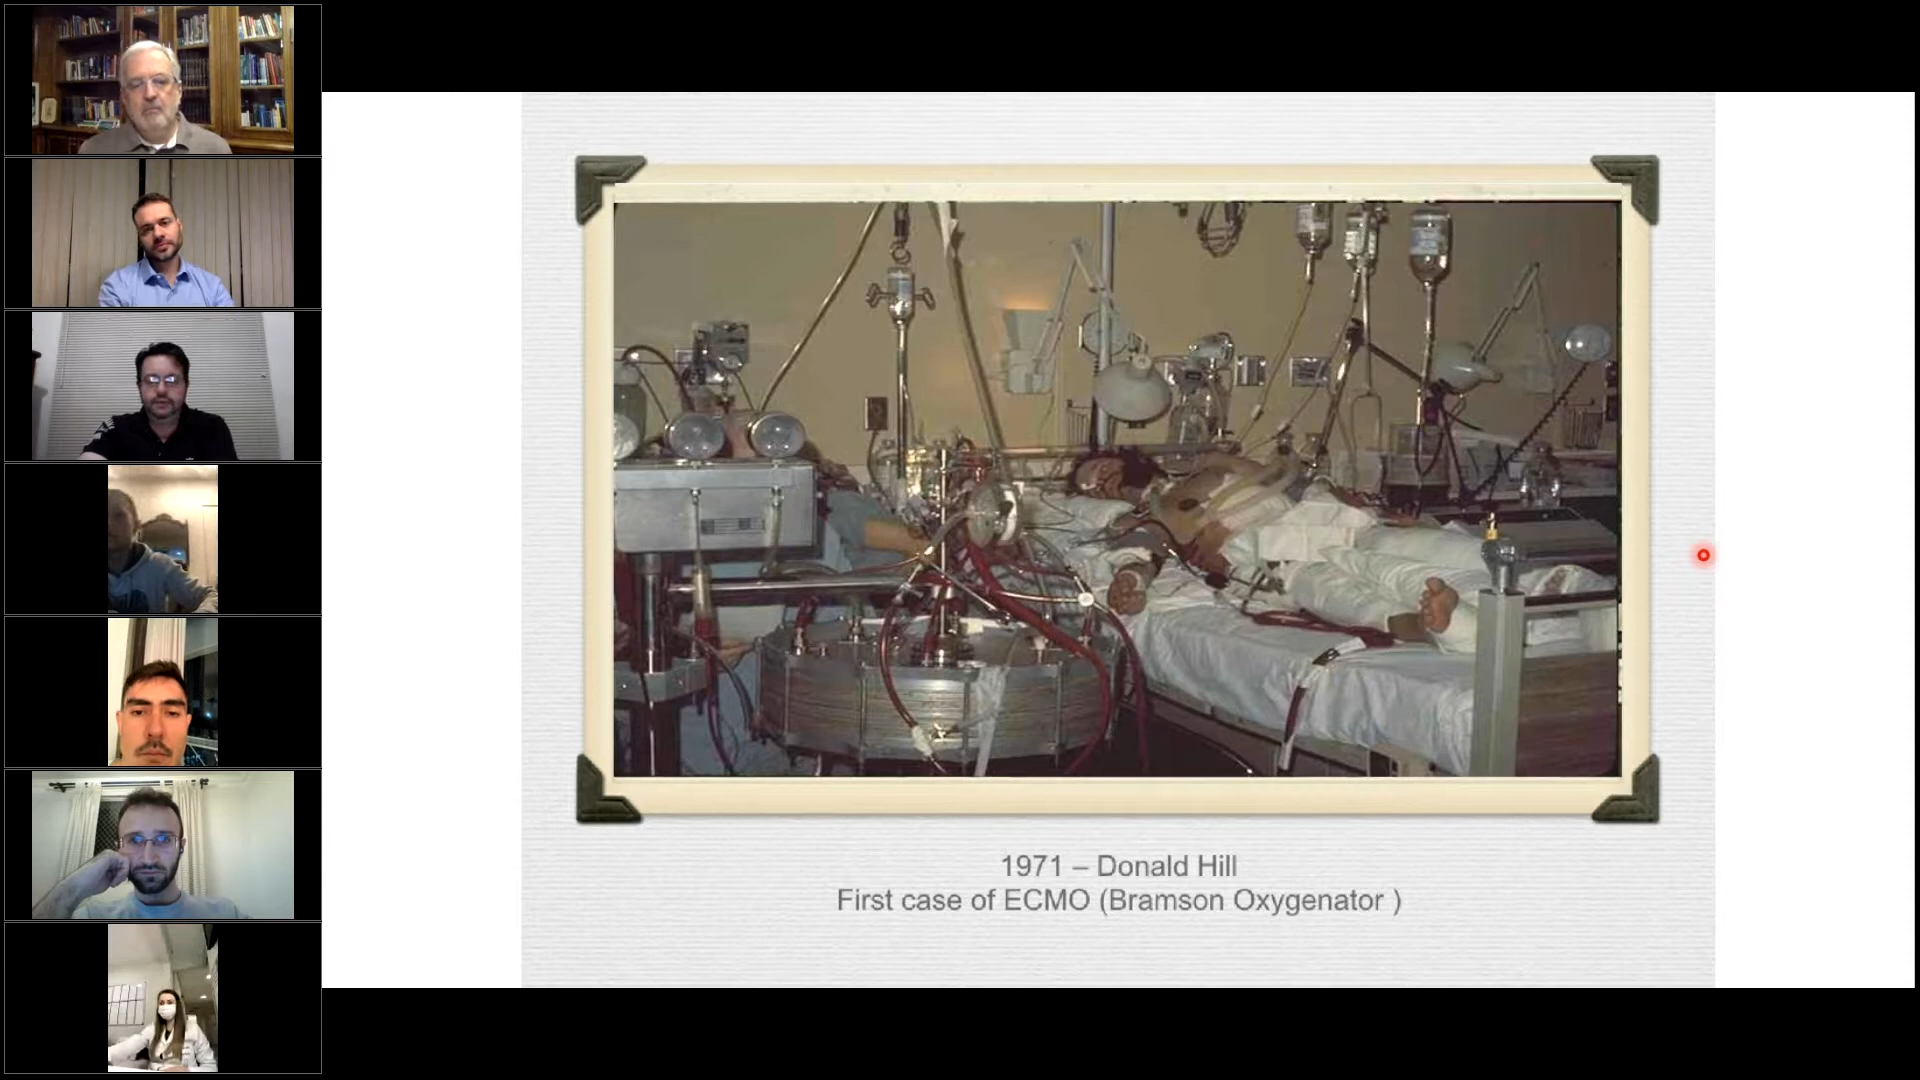 1971 – Donald Hill
First case of ECMO (Bramson Oxygenator )